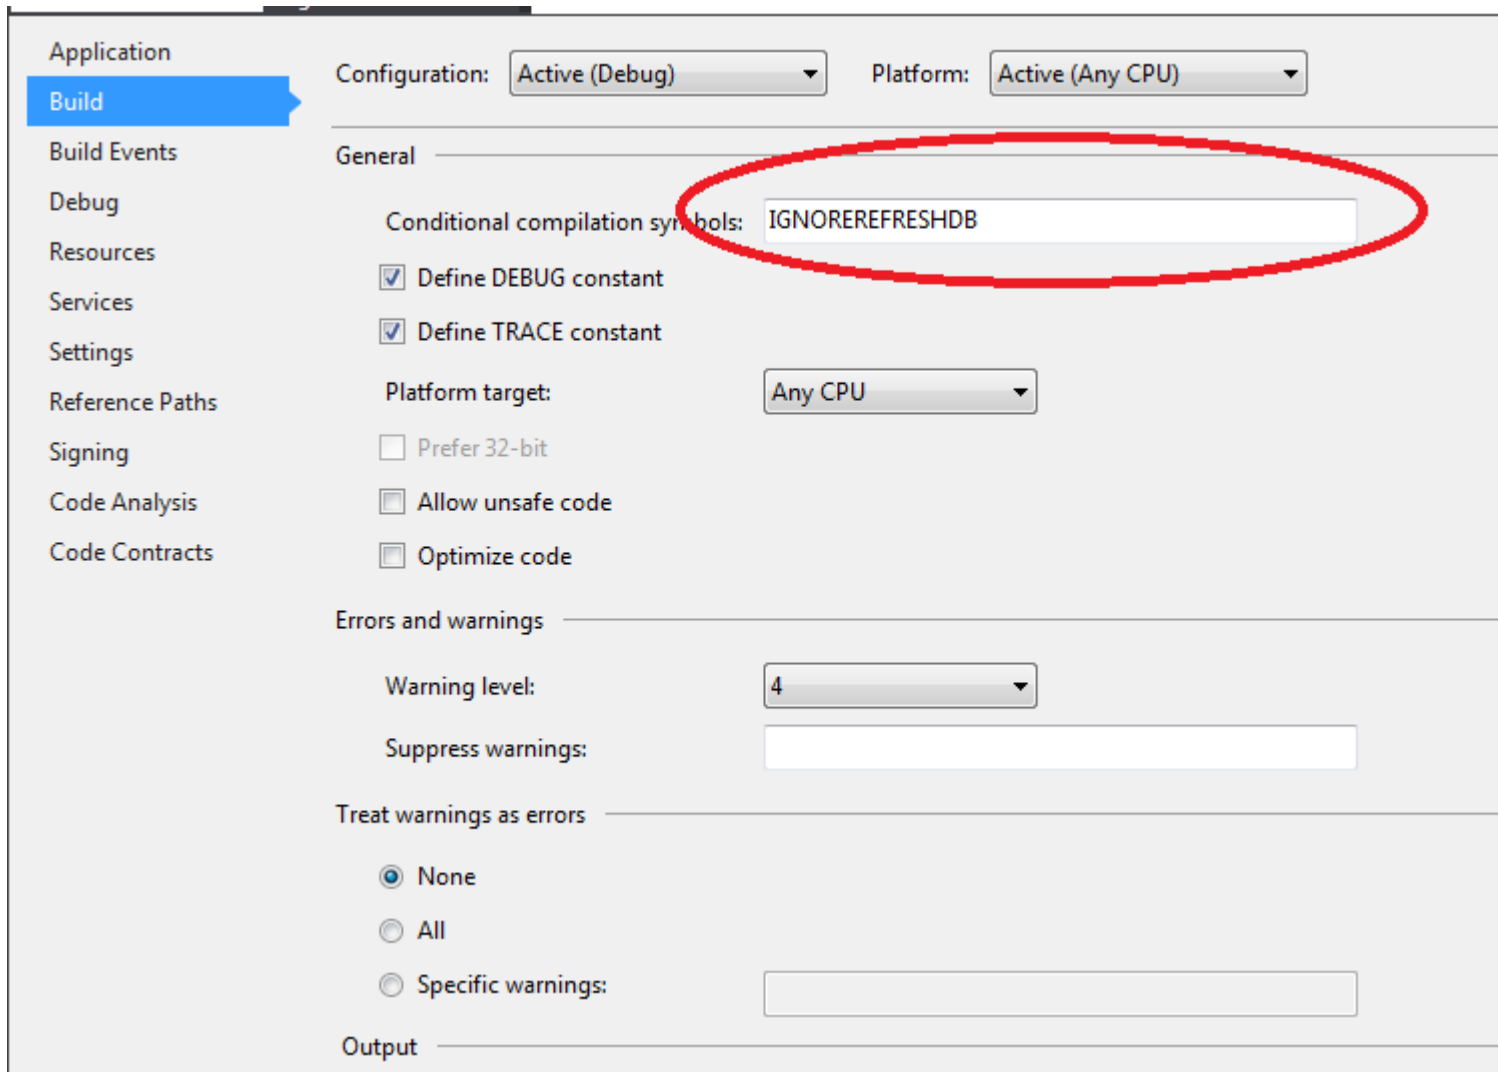 Application
Build
Build Events
Debug
Resources
Services
Settings
Reference Paths
Signing
Code Analysis
Code Contracts
Configuration: Active (Debug) Platform: Active (Any CPU)
General
Conditional compilation symbols: IGNOREREFRESHDB
Define DEBUG constant
Define TRACE constant
Platform target: Any CPU
Prefer 32-bit
Allow unsafe code
Optimize code
Errors and warnings
Warning level: 4
Suppress warnings:
Treat warnings as errors
None
All
Specific warnings:
Output